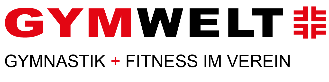 GYMWELT
GYMNASTIK + FITNESS IM VEREIN